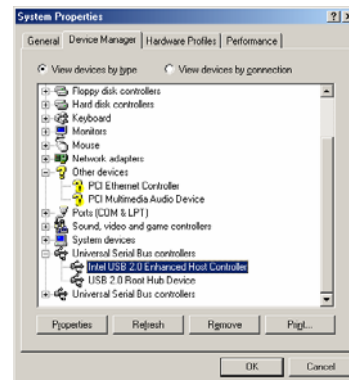 System Properties
General Device Manager Hardware Profiles Performance
View devices by type View devices by connection
Floppy disk controllers
Hard disk controllers
Keyboard
Monitors
Mouse
Network adapters
Other devices
PCI Ethernet Controller
PCI Multimedia Audio Device
Ports (COM & LPT)
Sound, video and game controllers
System devices
Universal Serial Bus controllers
Intel USB 2.0 Enhanced Host Controller
USB 2.0 Root Hub Device
Universal Serial Bus controllers
Properties Refresh Remove Print...
OK Cancel